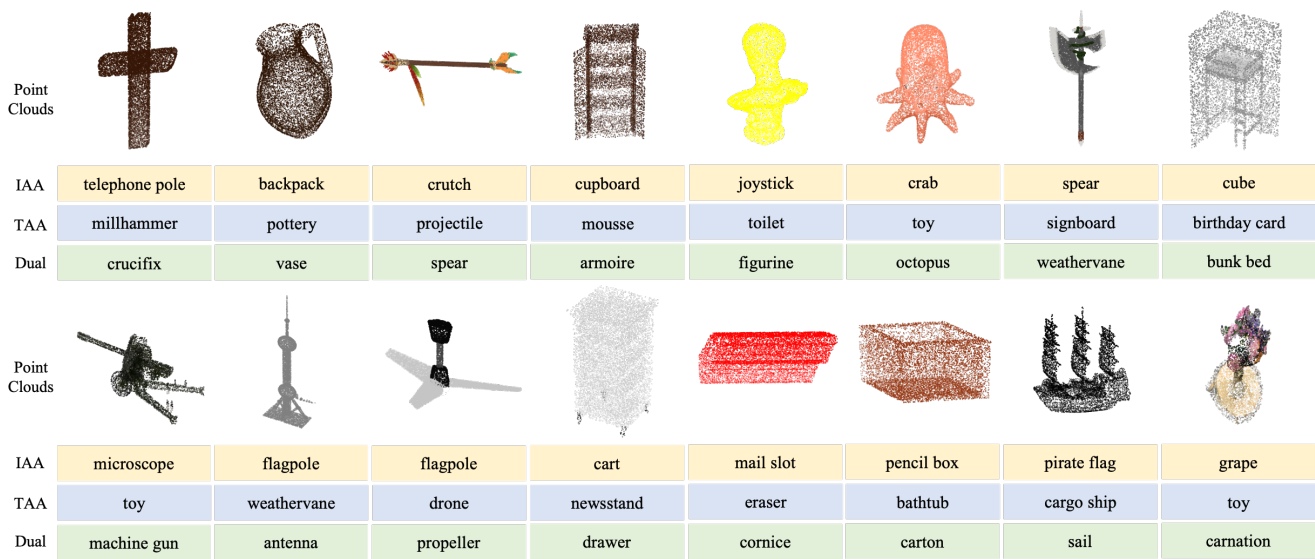 Point
Clouds
IAA telephone pole backpack crutch cupboard joystick crab spear cube
TAA millhammer pottery projectile mousse toilet toy signboard birthday card
Dual crucifix vase spear armoire figurine octopus weathervane bunk bed
Point
Clouds
IAA microscope flagpole flagpole cart mail slot pencil box pirate flag grape
TAA toy weathervane drone newsstand eraser bathtub cargo ship toy
Dual machine gun antenna propeller drawer cornice carton sail carnation